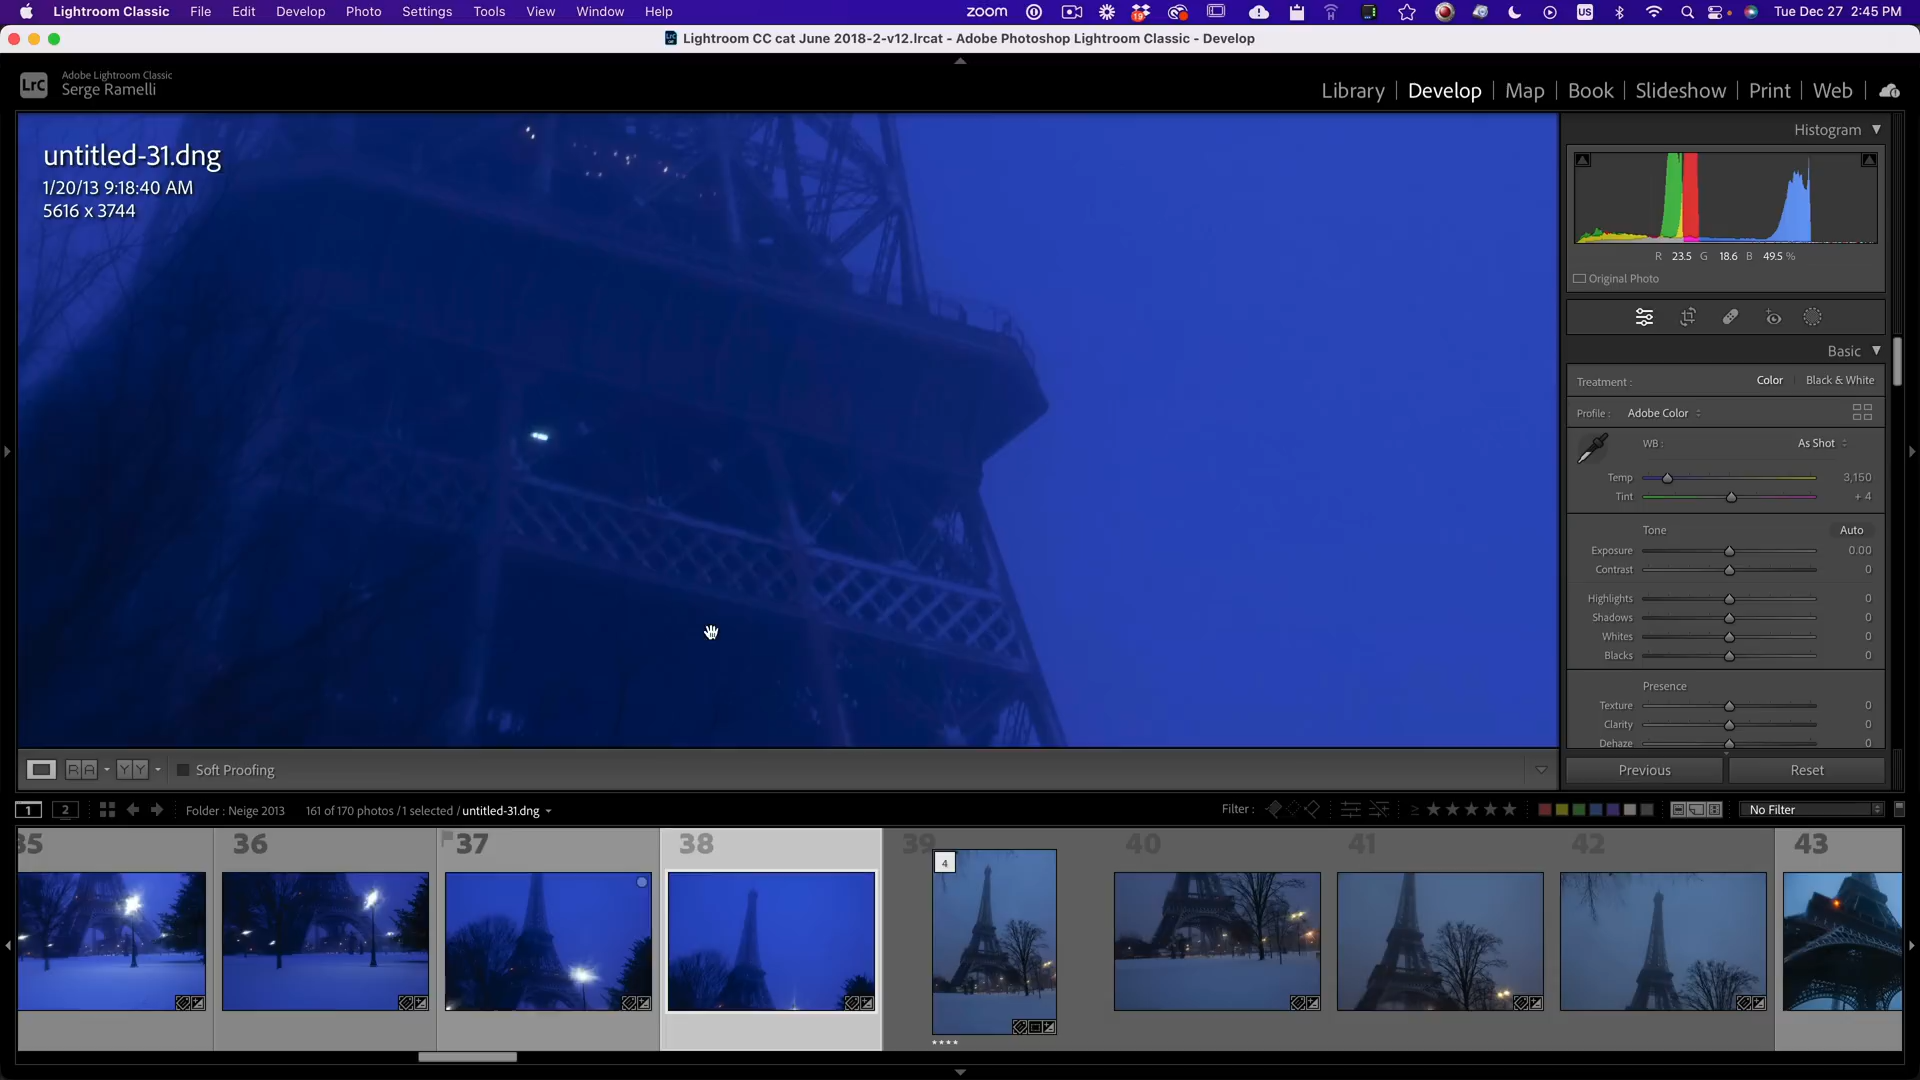 Lightroom Classic File Edit Develop Photo Settings Tools View Window Help zoom 19 US Tue Dec 27 2:45 PM
Lightroom CC cat June 2018-2-v12.lrcat - Adobe Photoshop Lightroom Classic - Develop
LrC Adobe Lightroom Classic
Serge Ramelli
Library Develop Map Book Slideshow Print Web
untitled-31.dng
1/20/13 9:18:40 AM
5616 x 3744
Histogram
R 23.5 G 18.6 B 49.5 %
Original Photo
Basic
Treatment : Color Black & White
Profile : Adobe Color
WB : As Shot
Temp 3,150
Tint + 4
Tone Auto
Exposure 0.00
Contrast 0
Highlights 0
Shadows 0
Whites 0
Blacks 0
Presence
Texture 0
Clarity 0
Dehaze 0
RA YY Soft Proofing
Previous Reset
1 2 Folder : Neige 2013 161 of 170 photos / 1 selected / untitled-31.dng Filter : ≥ ★★★★★ No Filter
35 36 37 38 39 40 41 42 43
4
★★★★